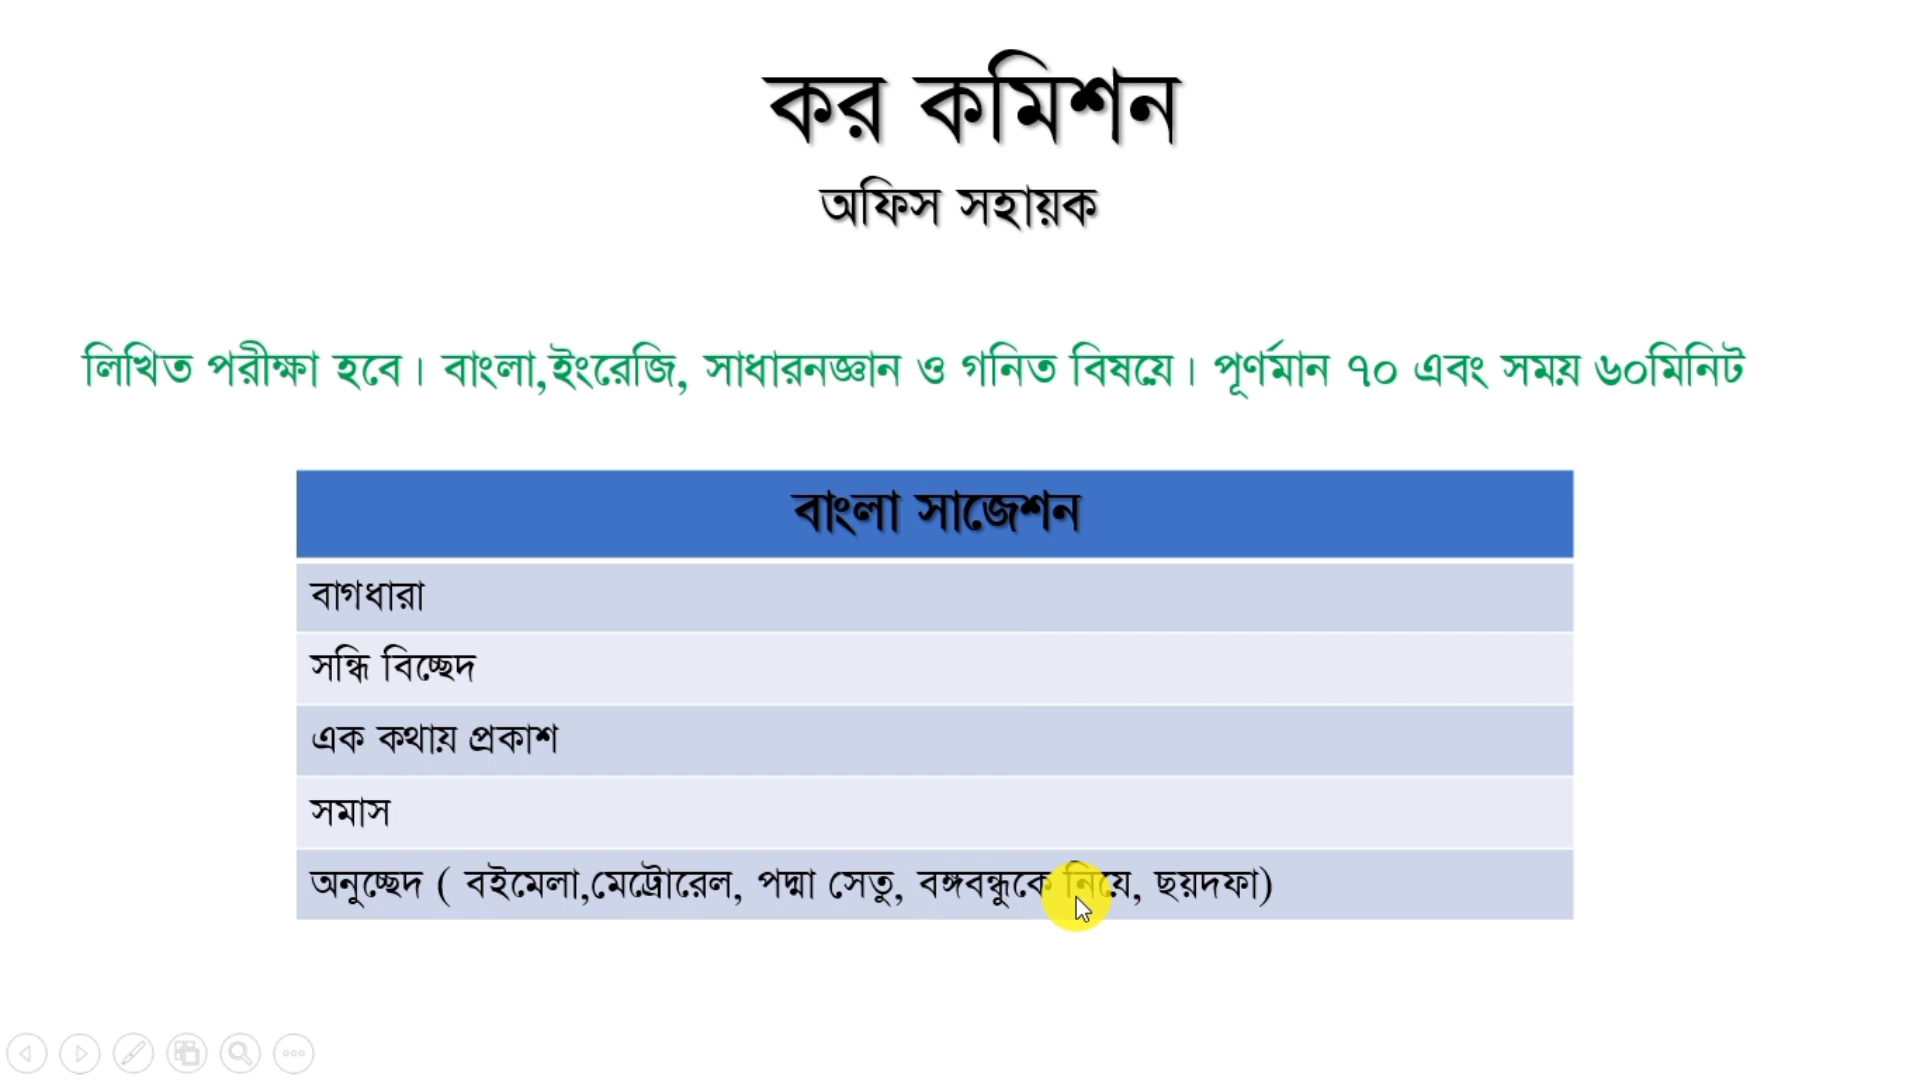 কর কমিশন
অফিস সহায়ক
লিখিত পরীক্ষা হবে। বাংলা,ইংরেজি, সাধারনজ্ঞান ও গনিত বিষয়ে। পূর্ণমান ৭০ এবং সময় ৬০মিনিট
বাংলা সাজেশন
বাগধারা
সন্ধি বিচ্ছেদ
এক কথায় প্রকাশ
সমাস
অনুচ্ছেদ ( বইমেলা,মেট্রোরেল, পদ্মা সেতু, বঙ্গবন্ধুকে নিয়ে, ছয়দফা)